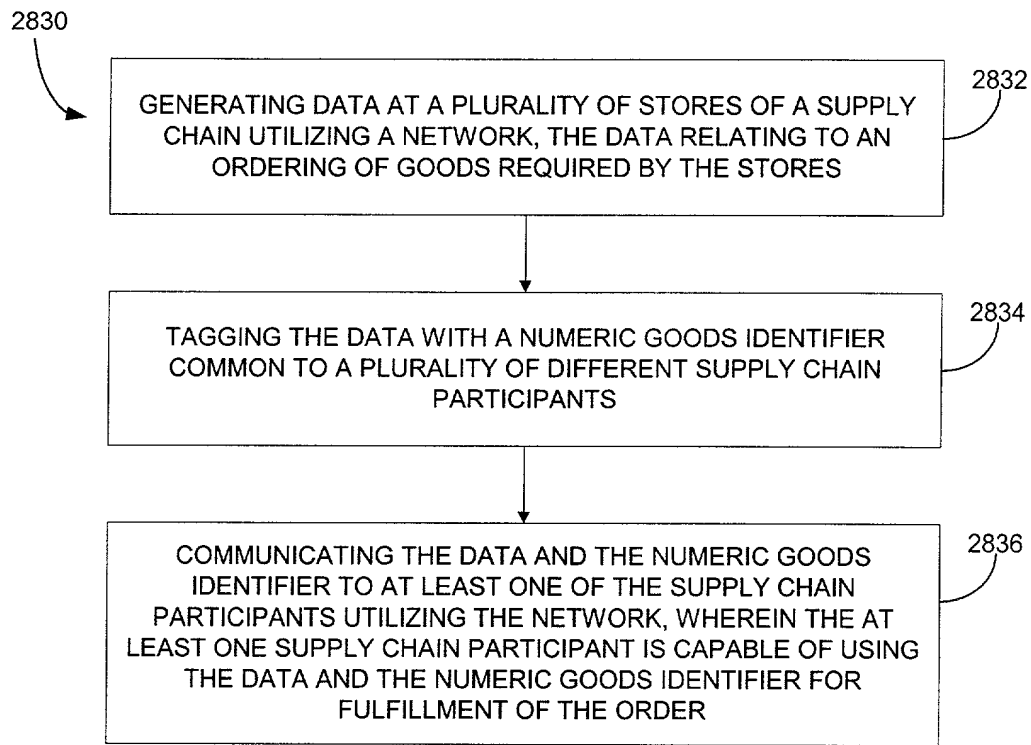 2830
2832
GENERATING DATA AT A PLURALITY OF STORES OF A SUPPLY
CHAIN UTILIZING A NETWORK, THE DATA RELATING TO AN
ORDERING OF GOODS REQUIRED BY THE STORES
2834
TAGGING THE DATA WITH A NUMERIC GOODS IDENTIFIER
COMMON TO A PLURALITY OF DIFFERENT SUPPLY CHAIN
PARTICIPANTS
2836
COMMUNICATING THE DATA AND THE NUMERIC GOODS
IDENTIFIER TO AT LEAST ONE OF THE SUPPLY CHAIN
PARTICIPANTS UTILIZING THE NETWORK, WHEREIN THE AT
LEAST ONE SUPPLY CHAIN PARTICIPANT IS CAPABLE OF USING
THE DATA AND THE NUMERIC GOODS IDENTIFIER FOR
FULFILLMENT OF THE ORDER